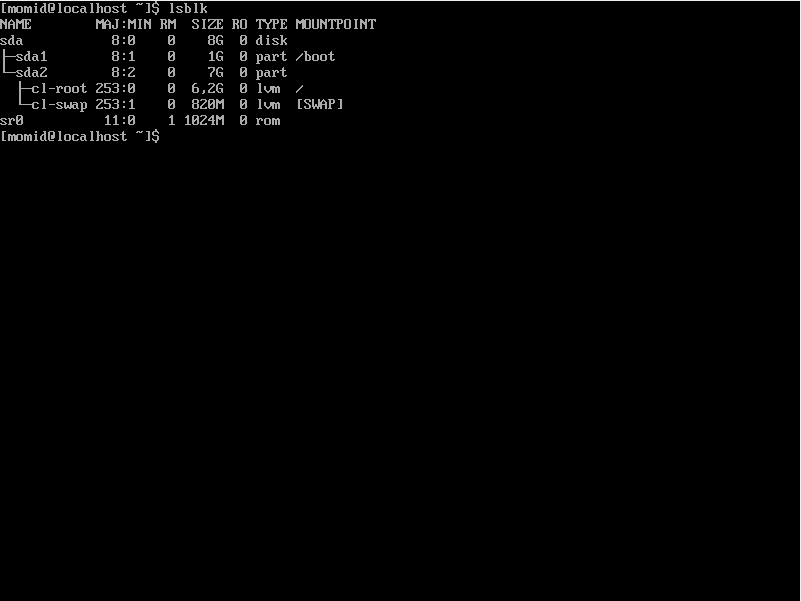 [momid@localhost ~]$ lsblk
NAME        MAJ:MIN RM  SIZE RO TYPE MOUNTPOINT
sda           8:0    0    8G  0 disk
├─sda1        8:1    0    1G  0 part /boot
└─sda2        8:2    0    7G  0 part
  ├─cl-root 253:0    0  6,2G  0 lvm  /
  └─cl-swap 253:1    0  820M  0 lvm  [SWAP]
sr0          11:0    1 1024M  0 rom
[momid@localhost ~]$